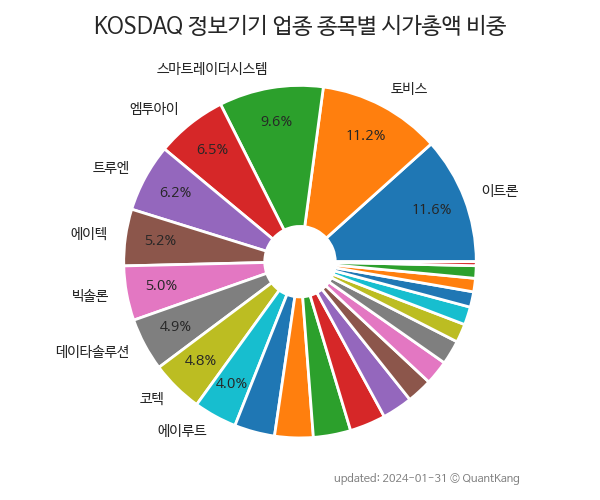 KOSDAQ 정보기기 업종 종목별 시가총액 비중
스마트레이더시스템
토비스
엠투아이
9.6%
11.2%
6.5%
트루엔
6.2%
이트론
11.6%
에이텍
5.2%
빅솔론
5.0%
4.9%
데이타솔루션
4.8%
4.0%
코텍
에이루트
updated: 2024-01-31 © QuantKang